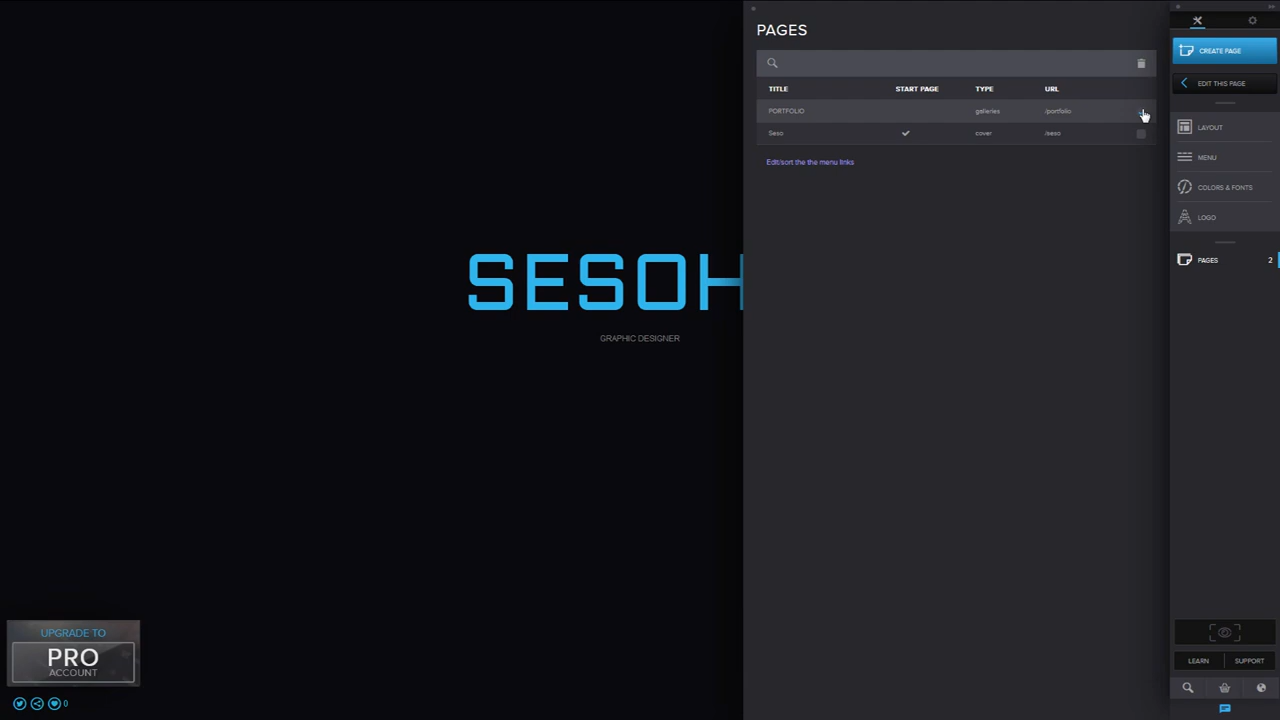 PAGES
TITLE START PAGE TYPE URL
PORTFOLIO galleries /portfolio
Seso cover /seso
Edit/sort the the menu links
SESOH
GRAPHIC DESIGNER
UPGRADE TO
PRO
ACCOUNT
0
CREATE PAGE
EDIT THIS PAGE
LAYOUT
MENU
COLORS & FONTS
LOGO
PAGES 2
LEARN SUPPORT